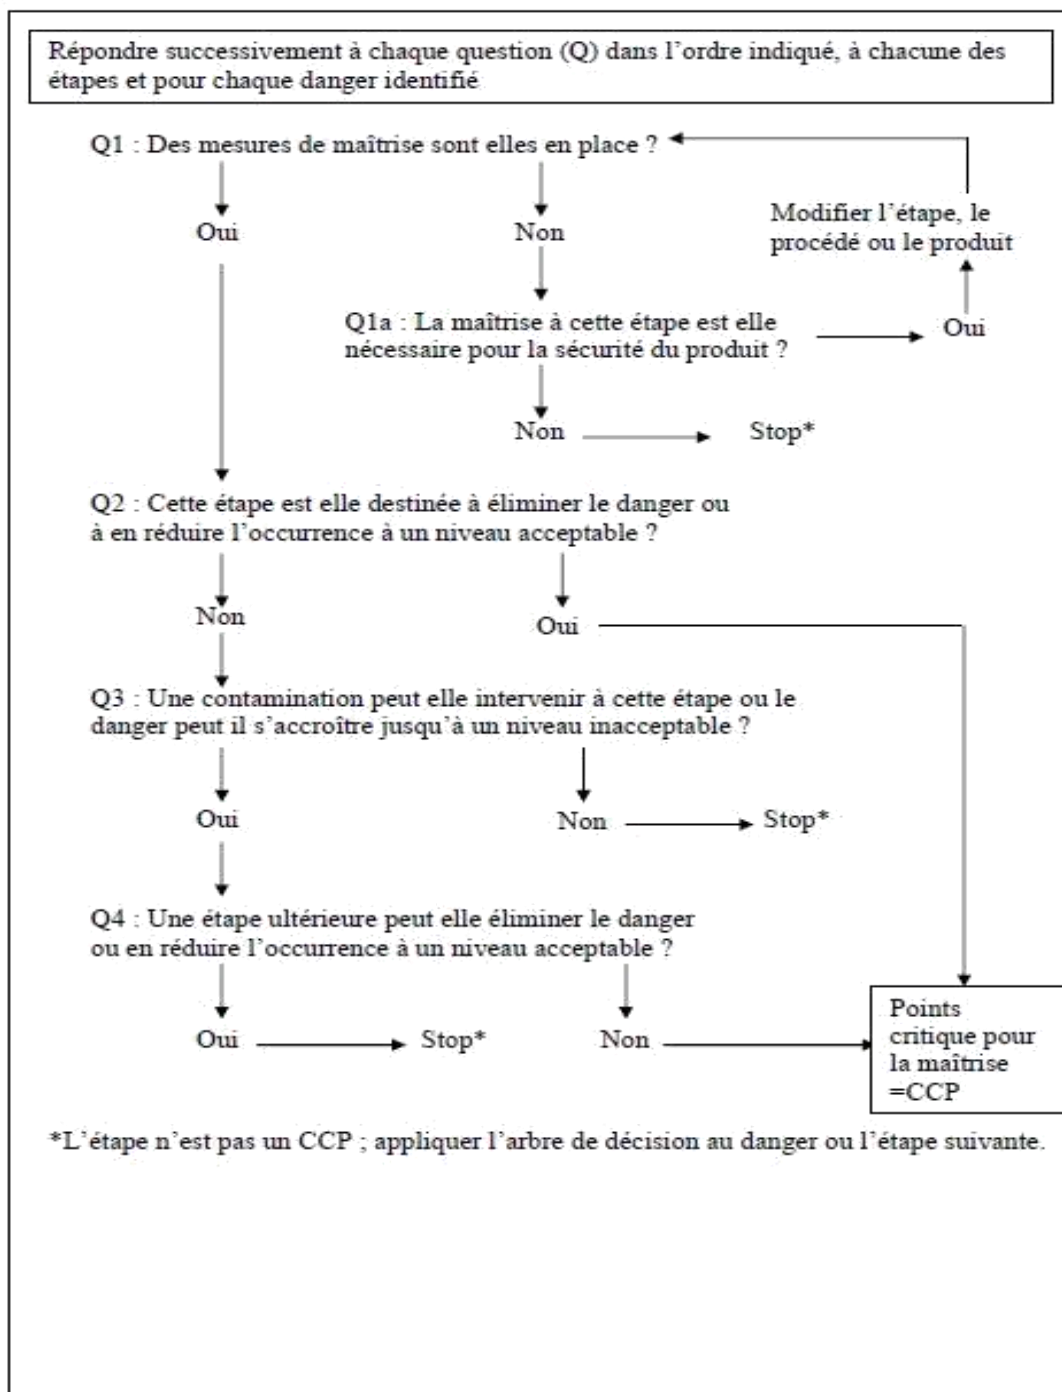 Répondre successivement à chaque question (Q) dans l'ordre indiqué, à chacune des
étapes et pour chaque danger identifié
Q1 : Des mesures de maîtrise sont elles en place ?
Oui
Non
Modifier l'étape, le
procédé ou le produit
Q1a : La maîtrise à cette étape est elle
nécessaire pour la sécurité du produit ?
Oui
Non
Stop*
Q2 : Cette étape est elle destinée à éliminer le danger ou
à en réduire l'occurrence à un niveau acceptable ?
Non
Oui
Q3 : Une contamination peut elle intervenir à cette étape ou le
danger peut il s'accroître jusqu'à un niveau inacceptable ?
Oui
Non
Stop*
Q4 : Une étape ultérieure peut elle éliminer le danger
ou en réduire l'occurrence à un niveau acceptable ?
Oui
Stop*
Non
Points
critique pour
la maîtrise
=CCP
*L'étape n'est pas un CCP ; appliquer l'arbre de décision au danger ou l'étape suivante.